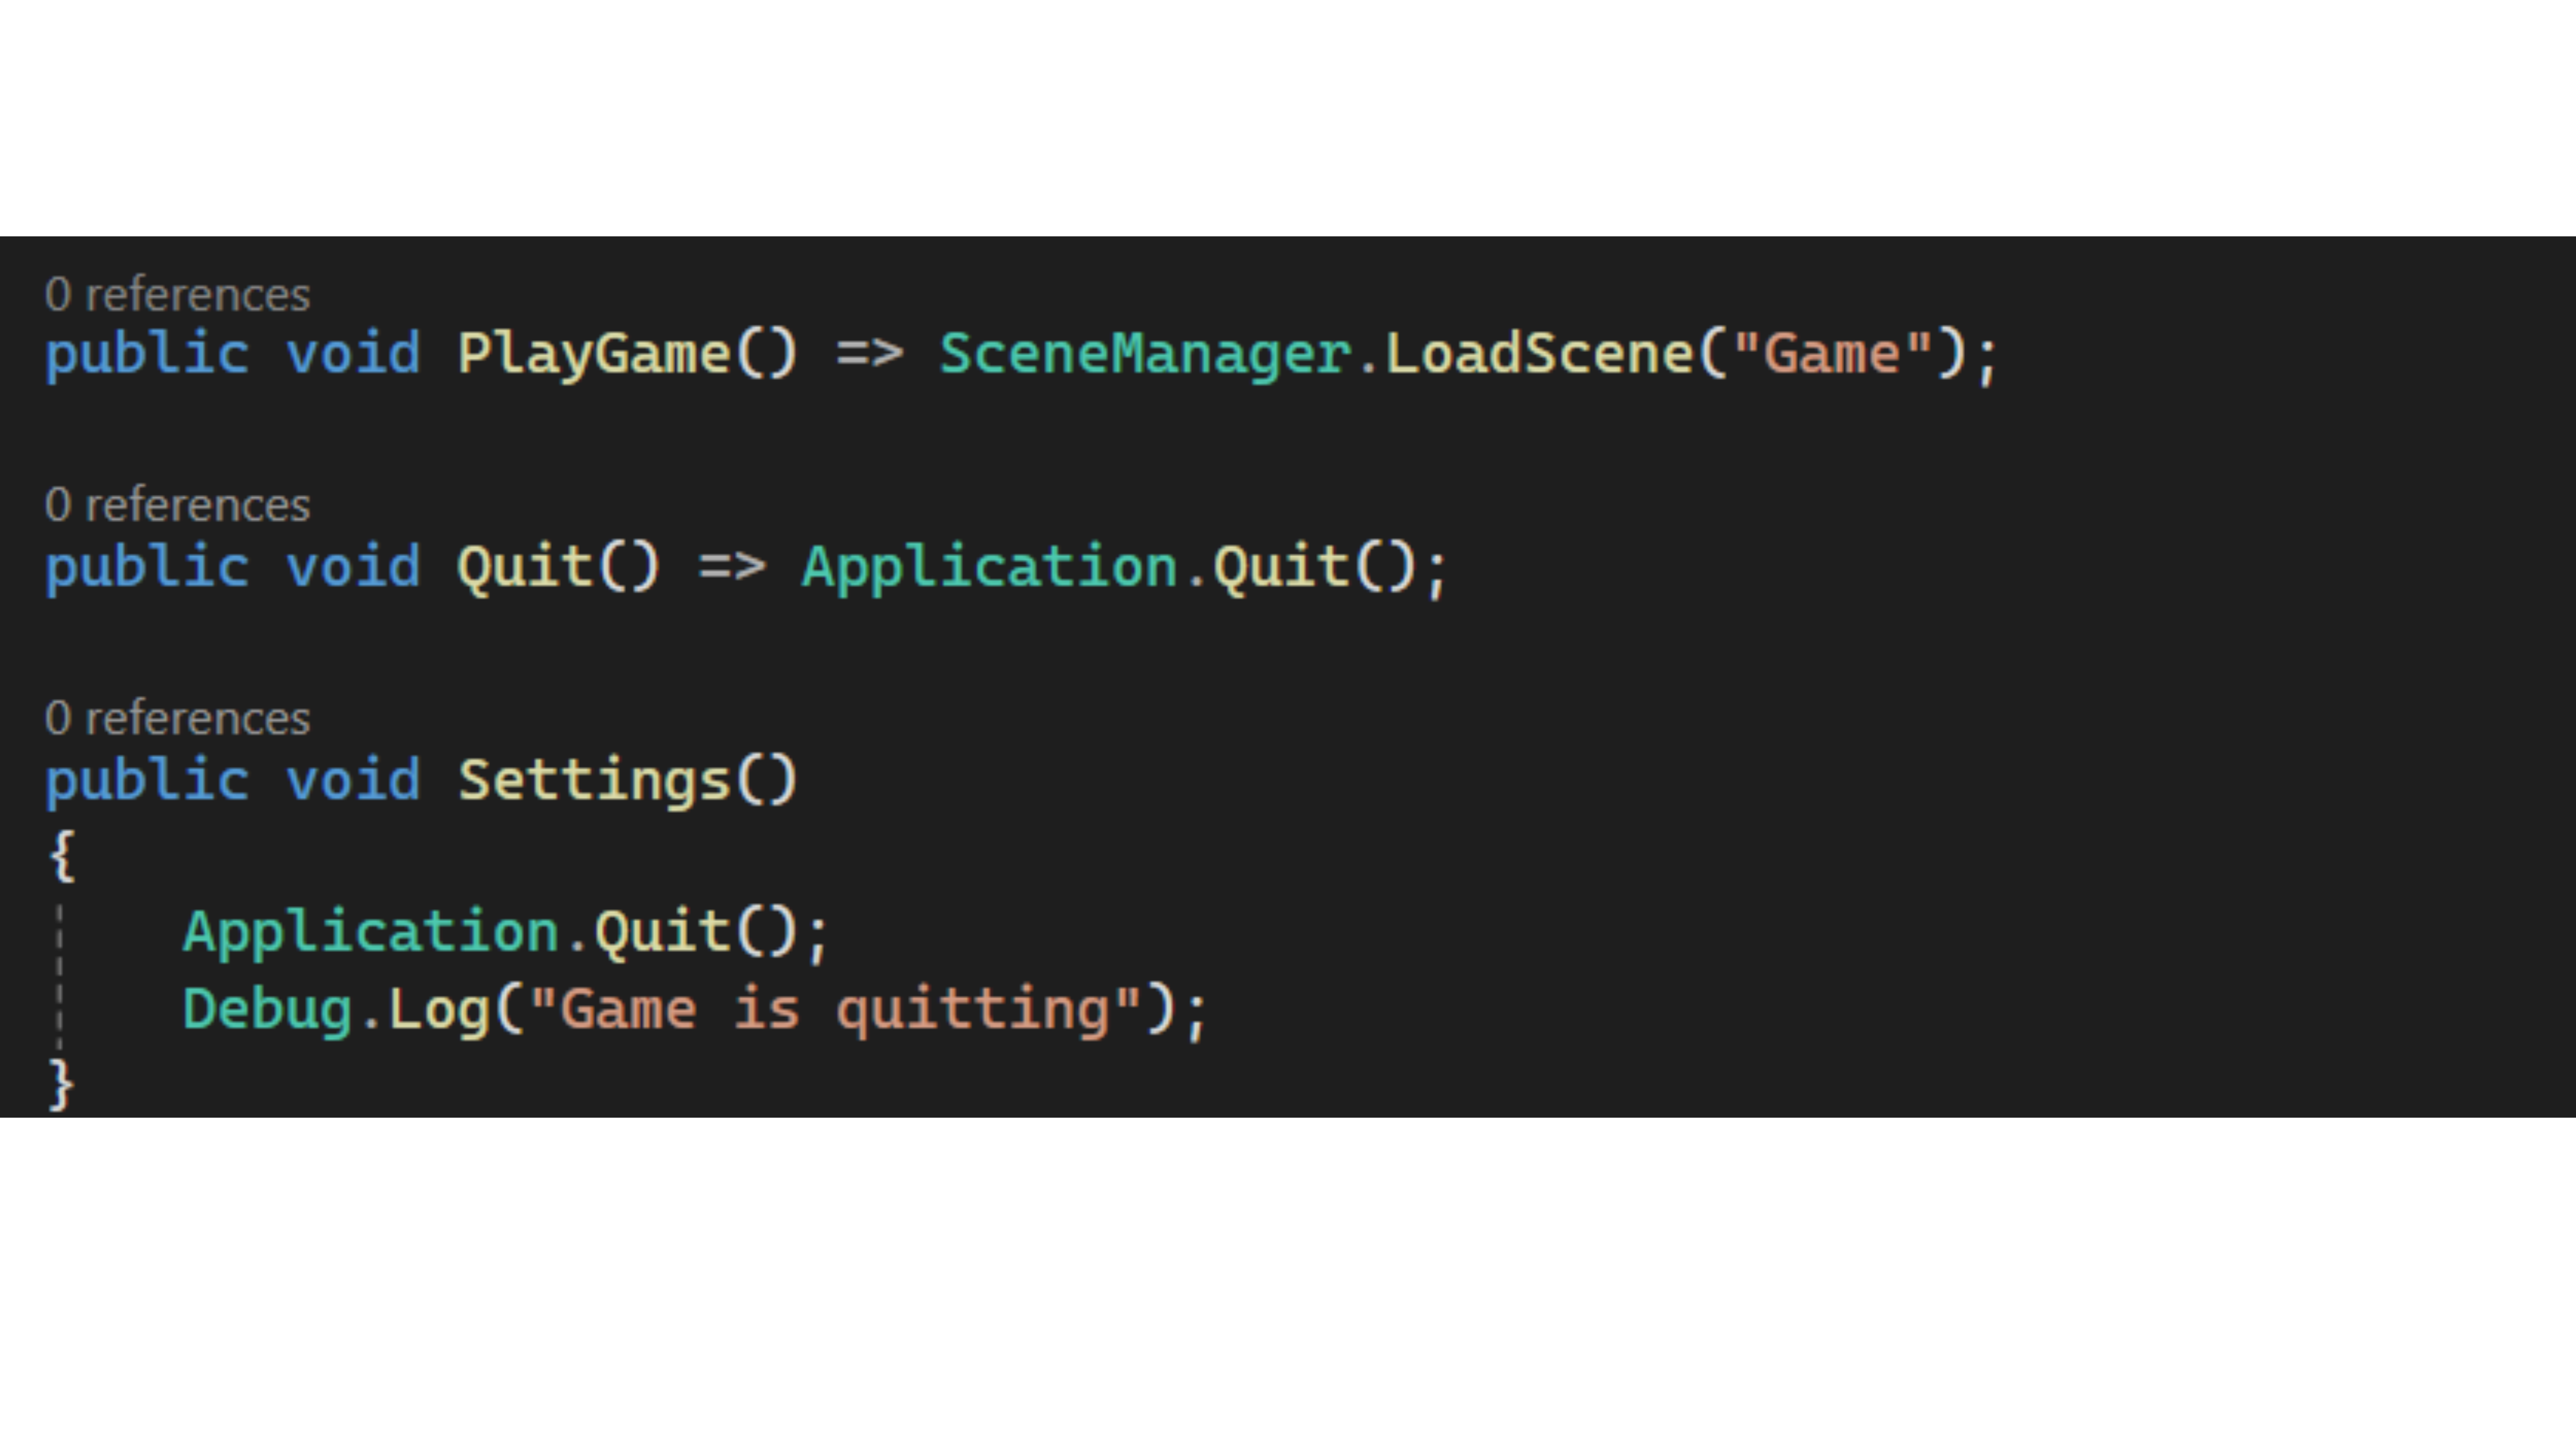 0 references
public void PlayGame() => SceneManager.LoadScene("Game");
0 references
public void Quit() => Application.Quit();
0 references
public void Settings()
{
Application.Quit();
Debug.Log("Game is quitting");
}